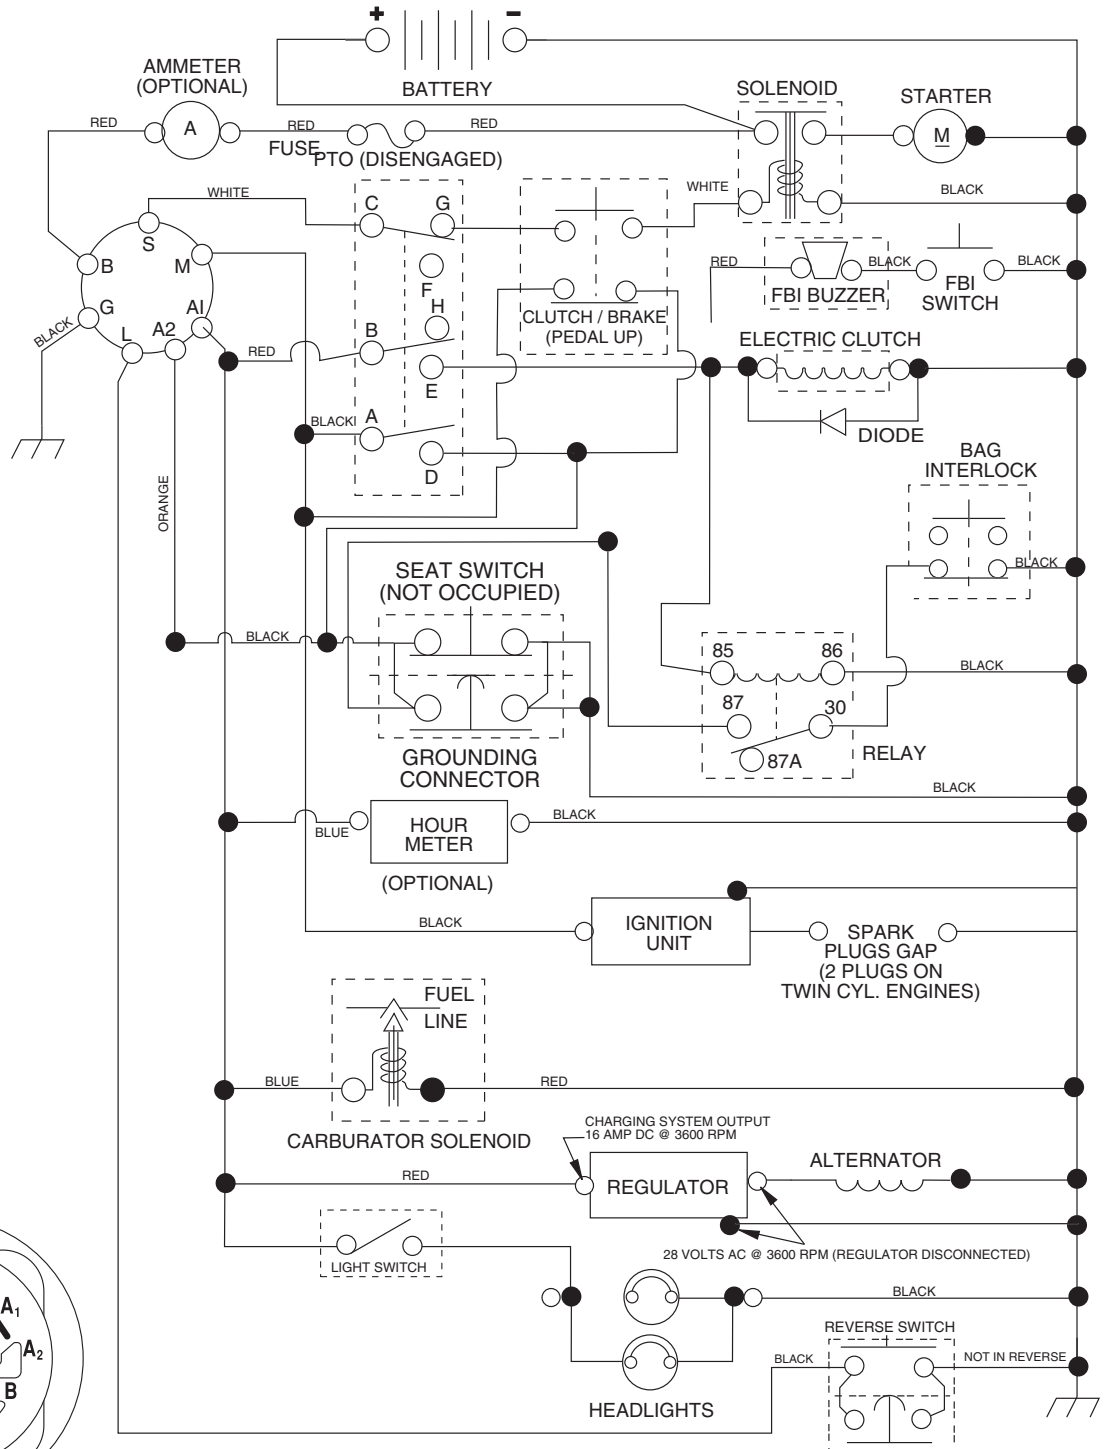 + −
BATTERY
AMMETER
(OPTIONAL)
A
RED
RED
FUSE
RED
PTO (DISENGAGED)
SOLENOID
STARTER
M
WHITE
WHITE
BLACK
C G
F
H
B
E
A
D
S
B
M
G
L
A2
AI
BLACK
RED
BLACK
ORANGE
CLUTCH / BRAKE
(PEDAL UP)
RED
BLACK
BLACK
FBI BUZZER
FBI
SWITCH
ELECTRIC CLUTCH
DIODE
BAG
INTERLOCK
BLACK
SEAT SWITCH
(NOT OCCUPIED)
BLACK
GROUNDING
CONNECTOR
85 86
87 30
87A
RELAY
BLACK
BLACK
BLUE
HOUR
METER
(OPTIONAL)
BLACK
BLACK
IGNITION
UNIT
SPARK
PLUGS GAP
(2 PLUGS ON
TWIN CYL. ENGINES)
FUEL
LINE
BLUE
RED
CARBURATOR SOLENOID
CHARGING SYSTEM OUTPUT
16 AMP DC @ 3600 RPM
RED
REGULATOR
ALTERNATOR
28 VOLTS AC @ 3600 RPM (REGULATOR DISCONNECTED)
LIGHT SWITCH
BLACK
HEADLIGHTS
REVERSE SWITCH
BLACK
NOT IN REVERSE
A1
A2
B